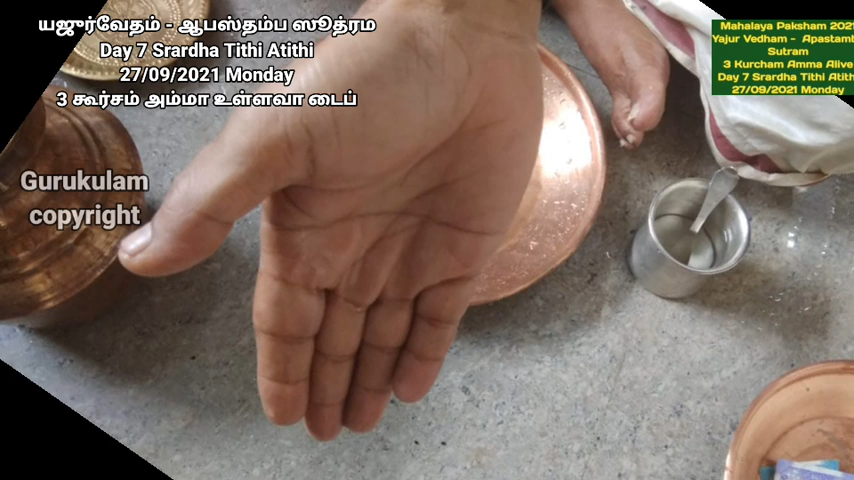 யஜுர்வேதம் - ஆபஸ்தம்ப ஸூத்ரம
Day 7 Srardha Tithi Atithi
27/09/2021 Monday
3 கூர்சம் அம்மா உள்ளவா டைப்
Mahalaya Paksham 2021
Yajur Vedham - Apastamb
Sutram
3 Kurcham Amma Alive
Day 7 Srardha Tithi Atith
27/09/2021 Monday
Gurukulam
copyright